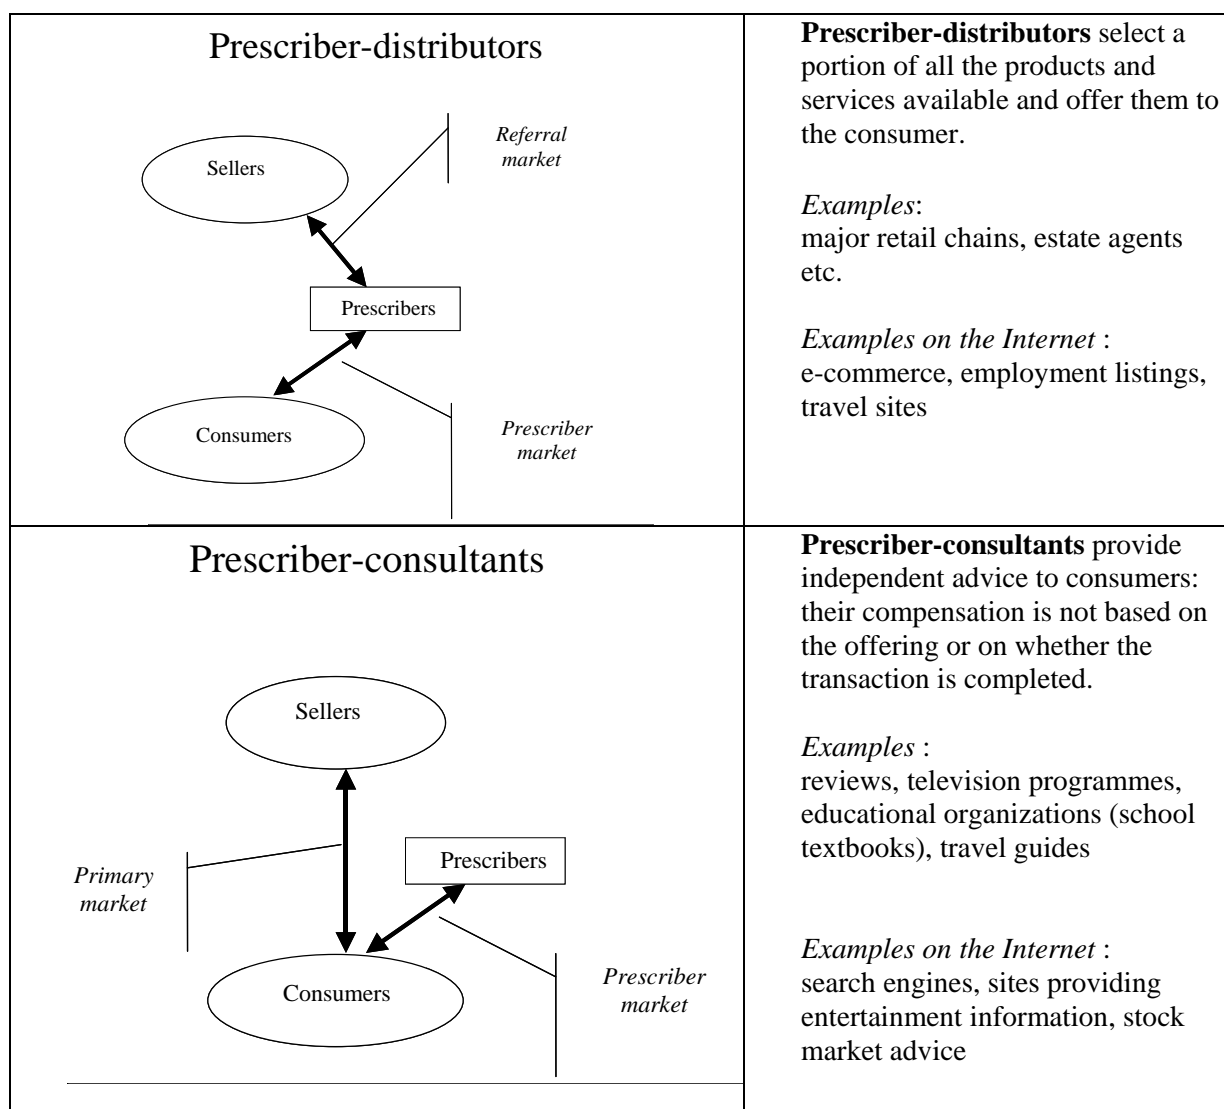 Prescriber-distributors
Sellers
Referral
market
Prescribers
Consumers
Prescriber
market
Prescriber-distributors select a
portion of all the products and
services available and offer them to
the consumer.
Examples:
major retail chains, estate agents
etc.
Examples on the Internet :
e-commerce, employment listings,
travel sites
Prescriber-consultants
Sellers
Prescribers
Primary
market
Consumers
Prescriber
market
Prescriber-consultants provide
independent advice to consumers:
their compensation is not based on
the offering or on whether the
transaction is completed.
Examples :
reviews, television programmes,
educational organizations (school
textbooks), travel guides
Examples on the Internet :
search engines, sites providing
entertainment information, stock
market advice